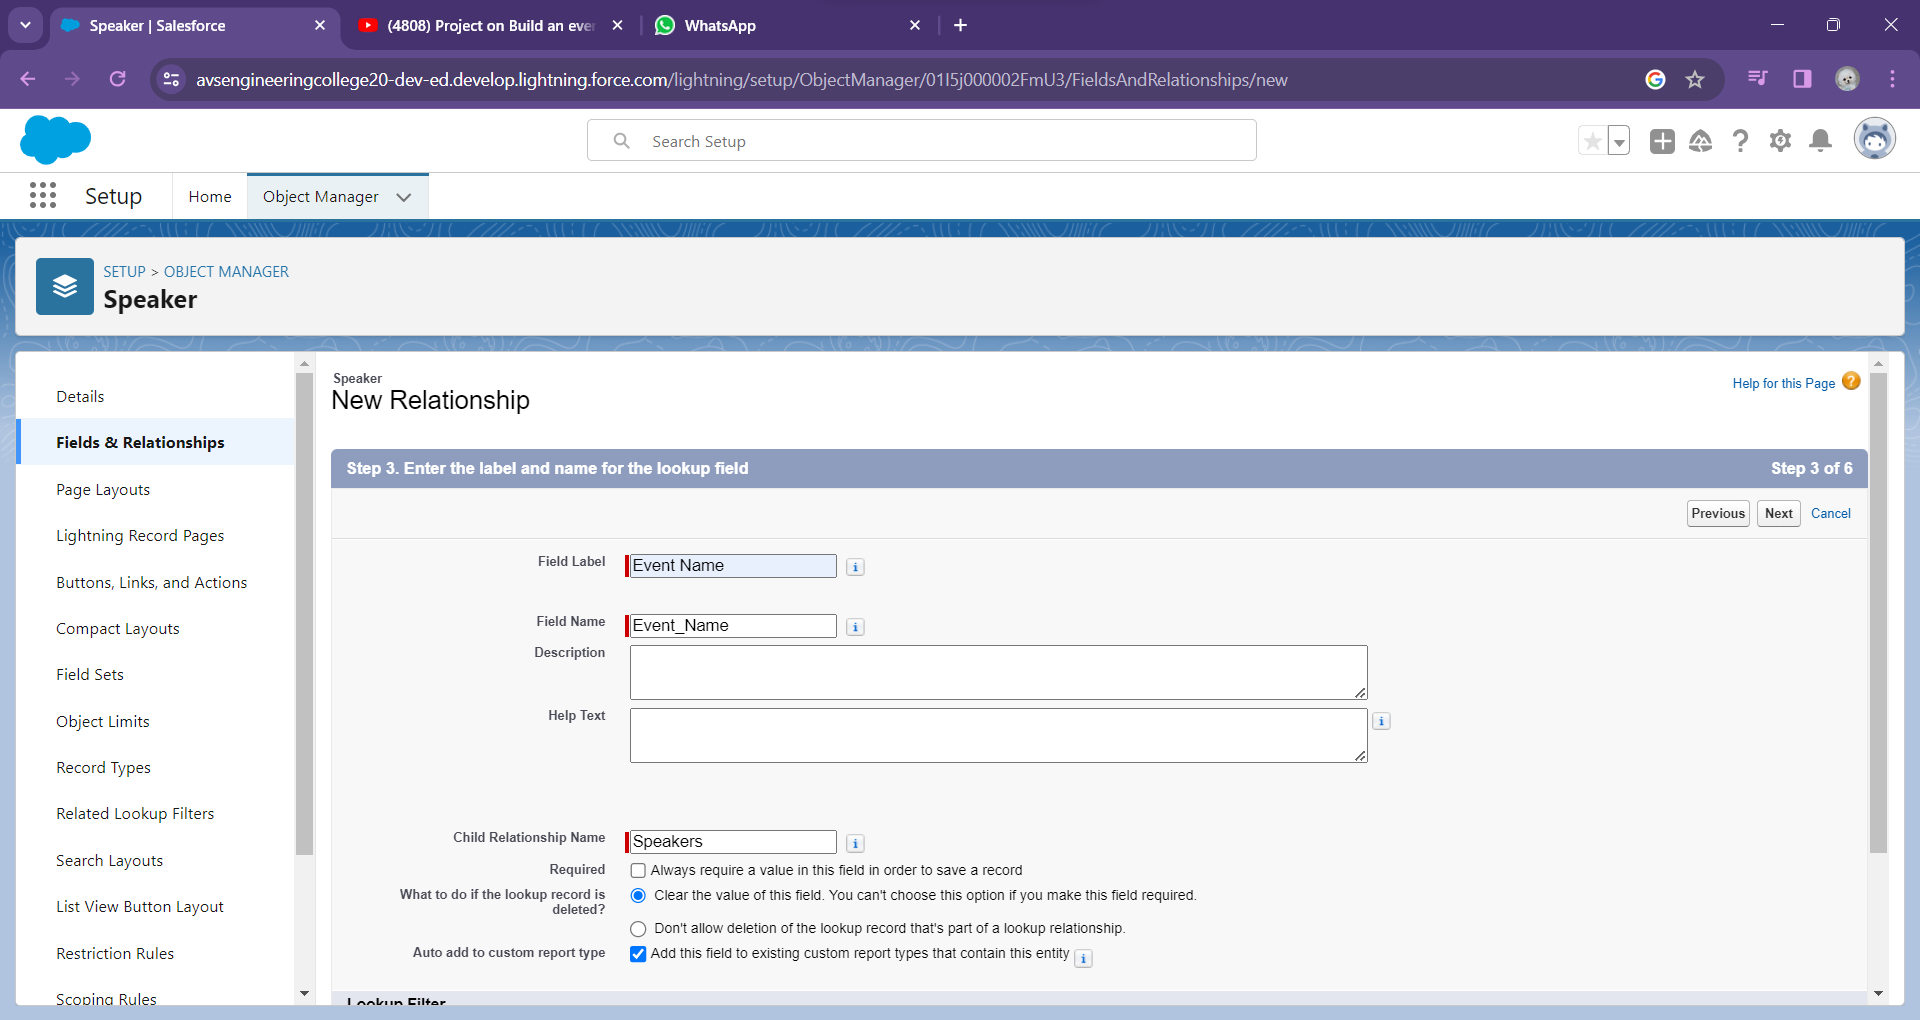 Speaker | Salesforce
(4808) Project on Build an eve
WhatsApp
avsengineeringcollege20-dev-ed.develop.lightning.force.com/lightning/setup/ObjectManager/01I5j000002FmU3/FieldsAndRelationships/new
Search Setup
Setup
Home
Object Manager
SETUP > OBJECT MANAGER
Speaker
Details
Fields & Relationships
Page Layouts
Lightning Record Pages
Buttons, Links, and Actions
Compact Layouts
Field Sets
Object Limits
Record Types
Related Lookup Filters
Search Layouts
List View Button Layout
Restriction Rules
Scoping Rules
Speaker
New Relationship
Help for this Page
Step 3. Enter the label and name for the lookup field
Step 3 of 6
Previous Next Cancel
Field Label Event Name
Field Name Event_Name
Description
Help Text
Child Relationship Name Speakers
Required Always require a value in this field in order to save a record
What to do if the lookup record is deleted? Clear the value of this field. You can't choose this option if you make this field required.
Don't allow deletion of the lookup record that's part of a lookup relationship.
Auto add to custom report type Add this field to existing custom report types that contain this entity
Lookup Filter